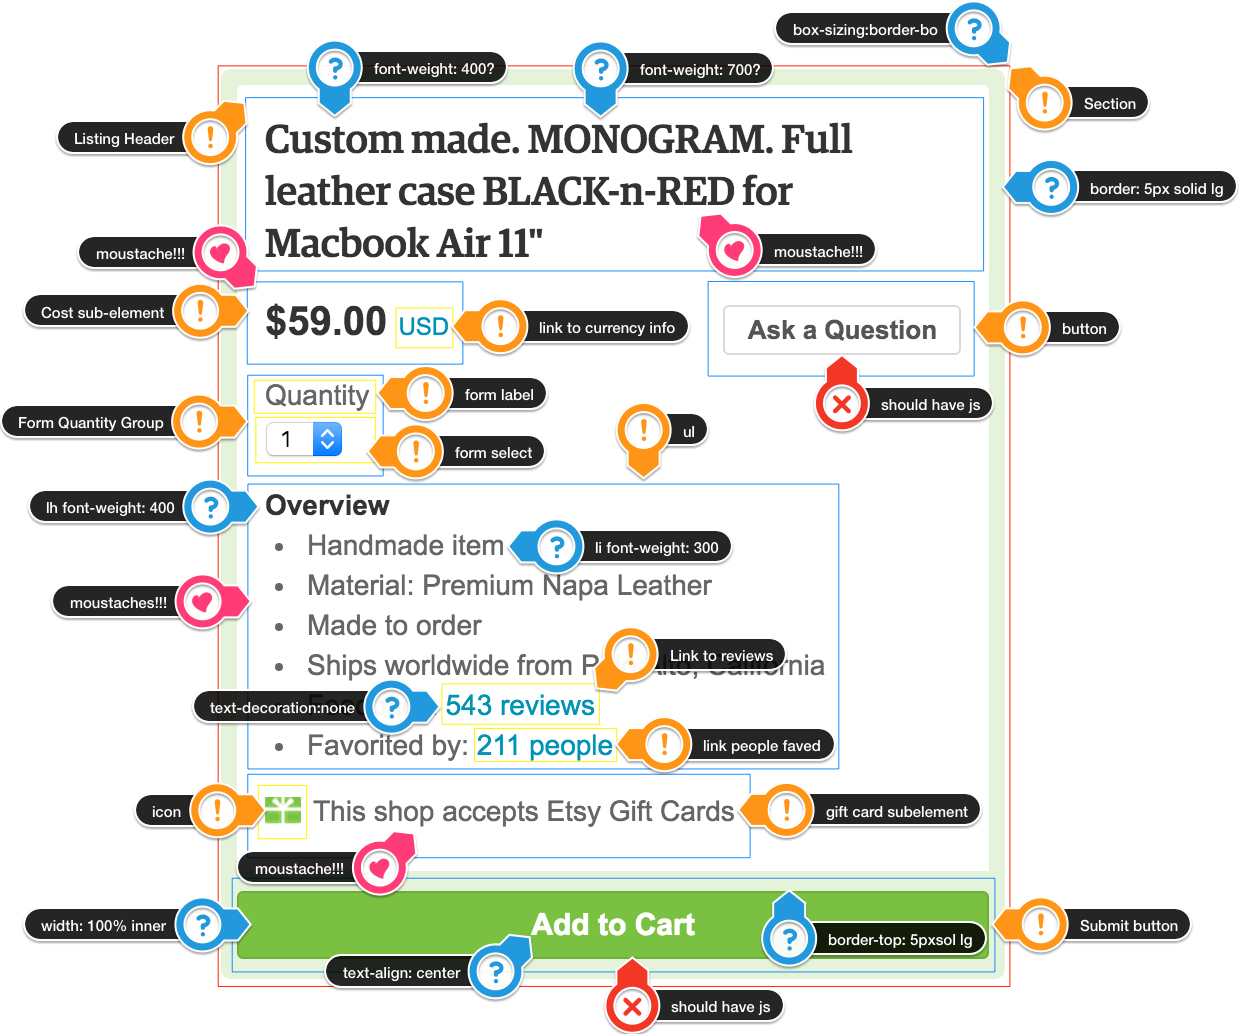 box-sizing:border-bo
font-weight: 400?
font-weight: 700?
Section
Listing Header
Custom made. MONOGRAM. Full
leather case BLACK-n-RED for
Macbook Air 11"
border: 5px solid lg
moustache!!!
moustache!!!
Cost sub-element
$59.00 USD
link to currency info
Ask a Question
button
Quantity
form label
should have js
Form Quantity Group
1
form select
ul
lh font-weight: 400
Overview
• Handmade item
li font-weight: 300
• Material: Premium Napa Leather
moustaches!!!
• Made to order
• Ships worldwide from
Link to reviews
text-decoration:none
543 reviews
• Favorited by: 211 people
link people faved
icon
This shop accepts Etsy Gift Cards
gift card subelement
moustache!!!
width: 100% inner
Add to Cart
border-top: 5pxsol lg
Submit button
text-align: center
should have js